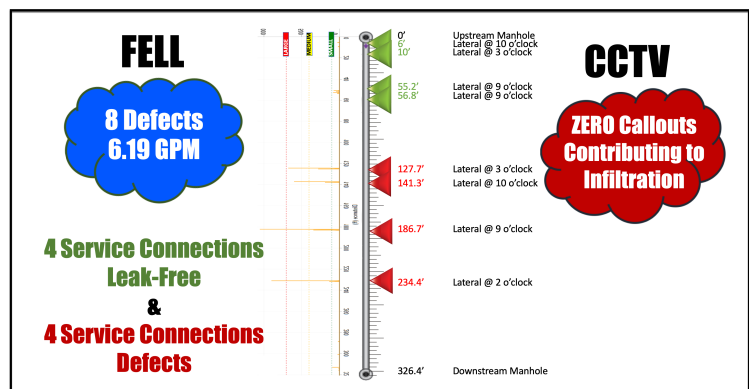 FELL
8 Defects
6.19 GPM
4 Service Connections
Leak-Free
&
4 Service Connections
Defects
LARGE
MEDIUM
SMALL
Distance (ft)
0’ Upstream Manhole
6’ Lateral @ 10 o’clock
10’ Lateral @ 3 o’clock
55.2’ Lateral @ 9 o’clock
56.8’ Lateral @ 9 o’clock
127.7’ Lateral @ 3 o’clock
141.3’ Lateral @ 10 o’clock
186.7’ Lateral @ 9 o’clock
234.4’ Lateral @ 2 o’clock
326.4’ Downstream Manhole
CCTV
ZERO Callouts
Contributing to
Infiltration